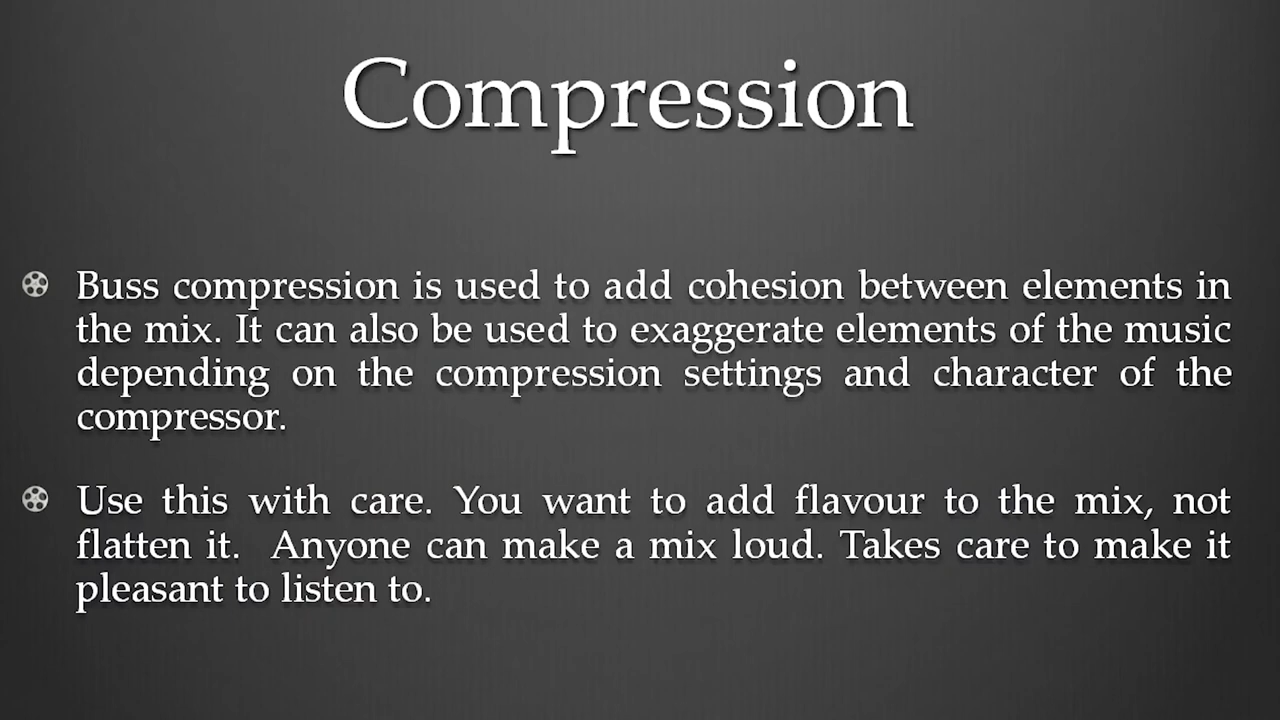 Compression
Buss compression is used to add cohesion between elements in
the mix. It can also be used to exaggerate elements of the music
depending on the compression settings and character of the
compressor.
Use this with care. You want to add flavour to the mix, not
flatten it.  Anyone can make a mix loud. Takes care to make it
pleasant to listen to.